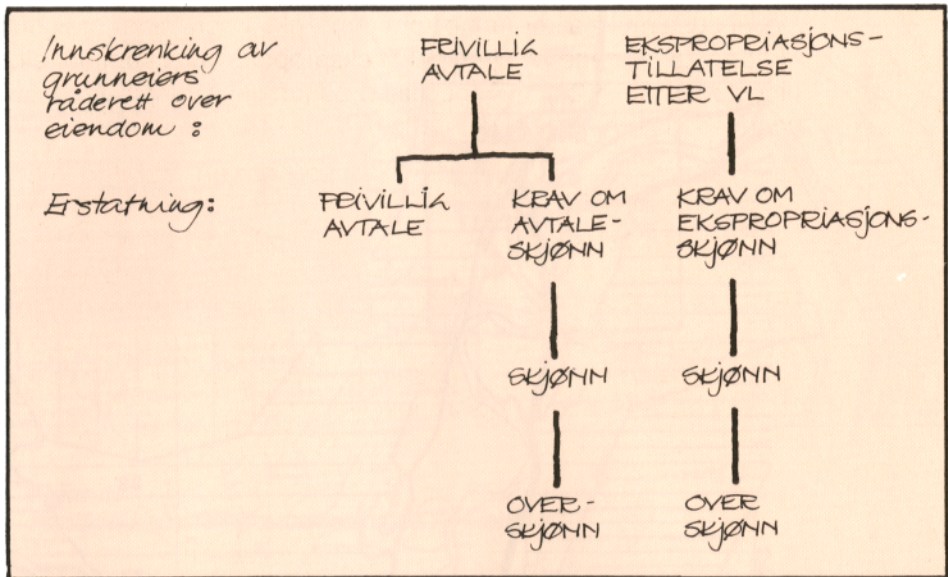 Innskrenking av
grunneiers
råderett over
eiendom :
FRIVILLIG
AVTALE
EKSPROPRIASJONS-
TILLATELSE
ETTER VL
Erstatning:
FRIVILLIG
AVTALE
KRAV OM
AVTALE-
SKJØNN
KRAV OM
EKSPROPRIASJONS-
SKJØNN
SKJØNN
SKJØNN
OVER-
SKJØNN
OVER
SKJØNN